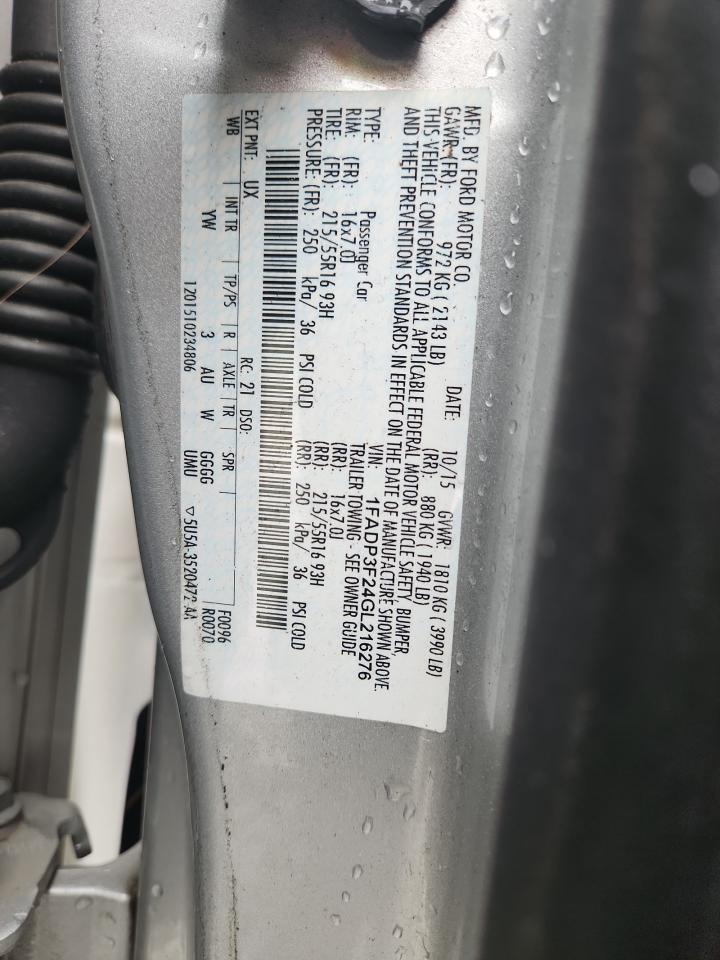 MFD. BY FORD MOTOR CO. DATE: 10/15 GVWR: 1810 KG ( 3990 LB)
GAWR (FR): 972 KG ( 2143 LB) (RR): 880 KG ( 1940 LB)
THIS VEHICLE CONFORMS TO ALL APPLICABLE FEDERAL MOTOR VEHICLE SAFETY, BUMPER,
AND THEFT PREVENTION STANDARDS IN EFFECT ON THE DATE OF MANUFACTURE SHOWN ABOVE.
VIN: 1FADP3F24GL216276
TYPE: Passenger Car TRAILER TOWING - SEE OWNER GUIDE
RIM: (FR): 16x7.0J (RR): 16x7.0J
TIRE: (FR): 215/55R16 93H (RR): 215/55R16 93H
PRESSURE: (FR): 250 kPa/ 36 PSI COLD (RR): 250 kPa/ 36 PSI COLD
EXT PNT: UX RC: 21 DSO: F0096
WB INT TR TP/PS R AXLE TR SPR R0070
YW 3 AU W GGGG
1201510234806 UMU ▽5U5A-3520472-AA